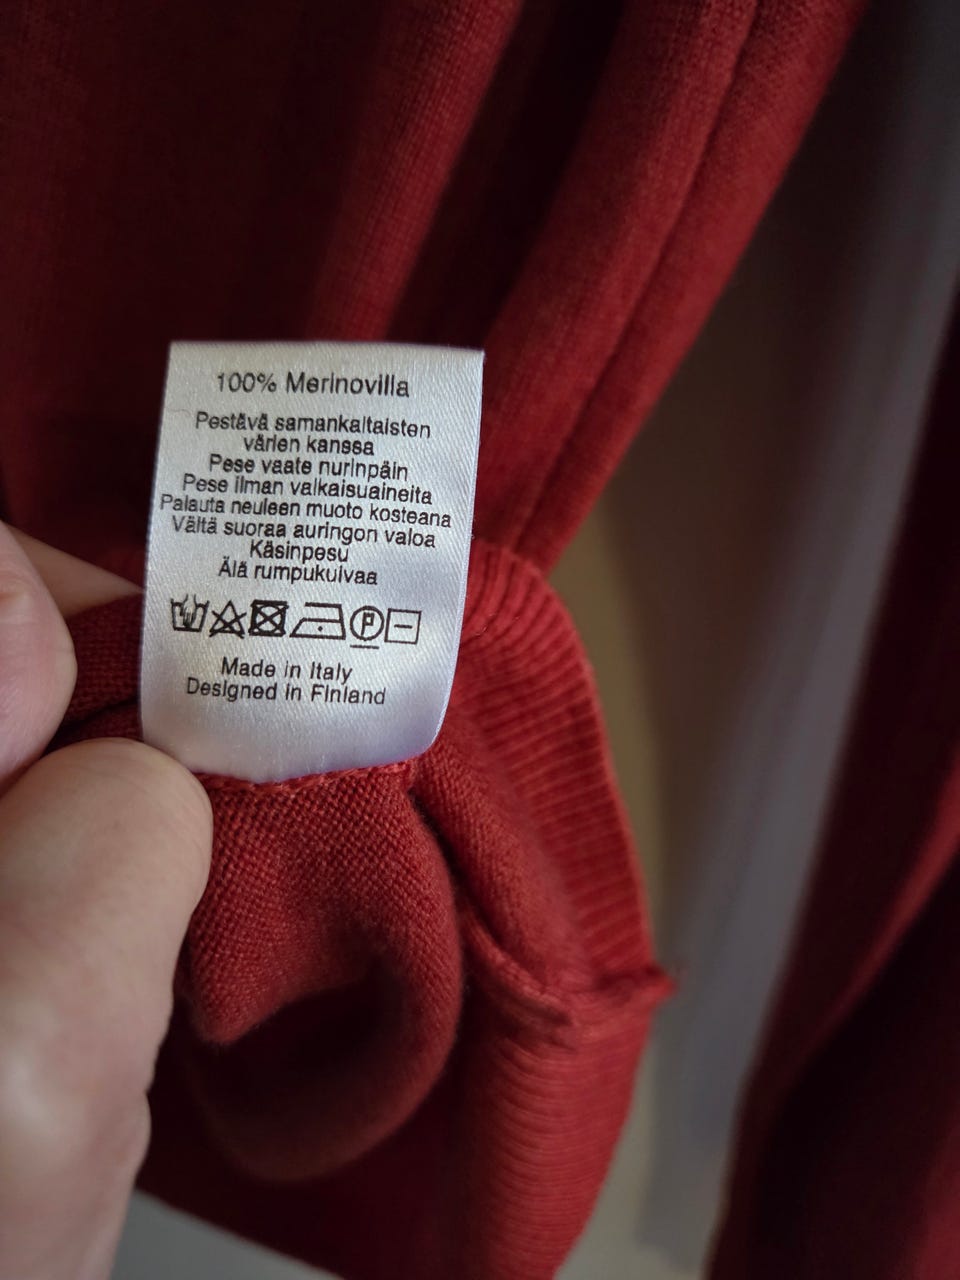 100% Merinovilla
Pestävä samankaltaisten
värien kanssa
Pese vaate nurinpäin
Pese ilman valkaisuaineita
Palauta neuleen muoto kosteana
Vältä suoraa auringon valoa
Käsinpesu
Älä rumpukuivaa
P
Made in Italy
Designed in Finland